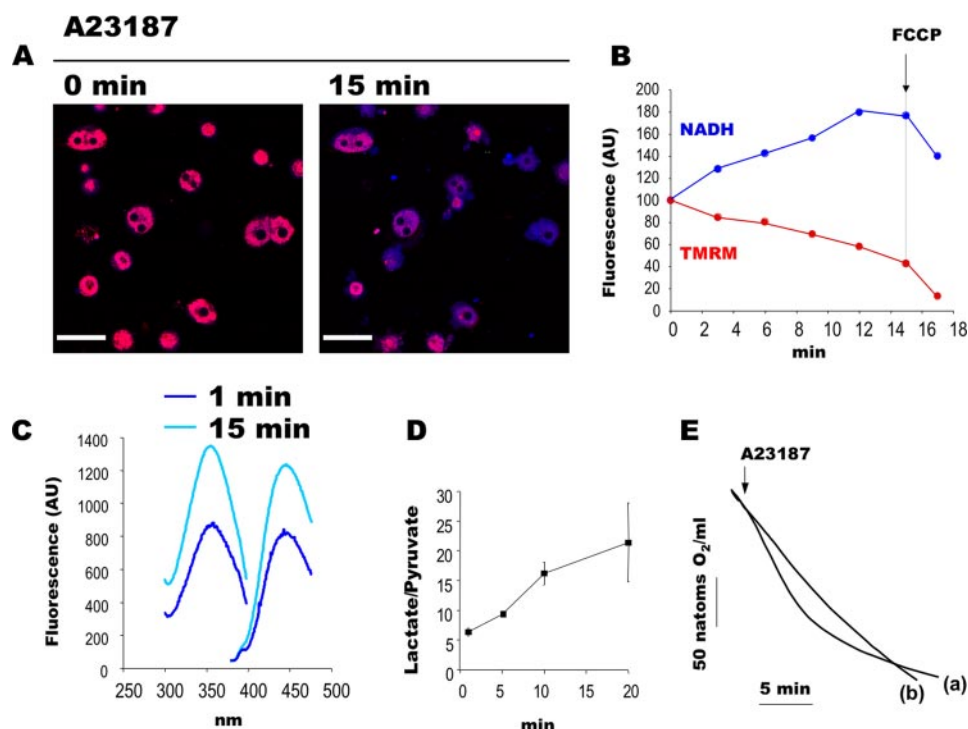 A23187
A
0 min
15 min
B
FCCP
Fluorescence (AU)
200
180
160
140
120
100
80
60
40
20
0
NADH
TMRM
0 2 4 6 8 10 12 14 16 18
min
C
1 min
15 min
Fluorescence (AU)
1400
1200
1000
800
600
400
200
0
250 300 350 400 450 500
nm
D
Lactate/Pyruvate
30
25
20
15
10
5
0
0 5 10 15 20
min
E
A23187
50 natoms O₂/ml
5 min
(b)
(a)